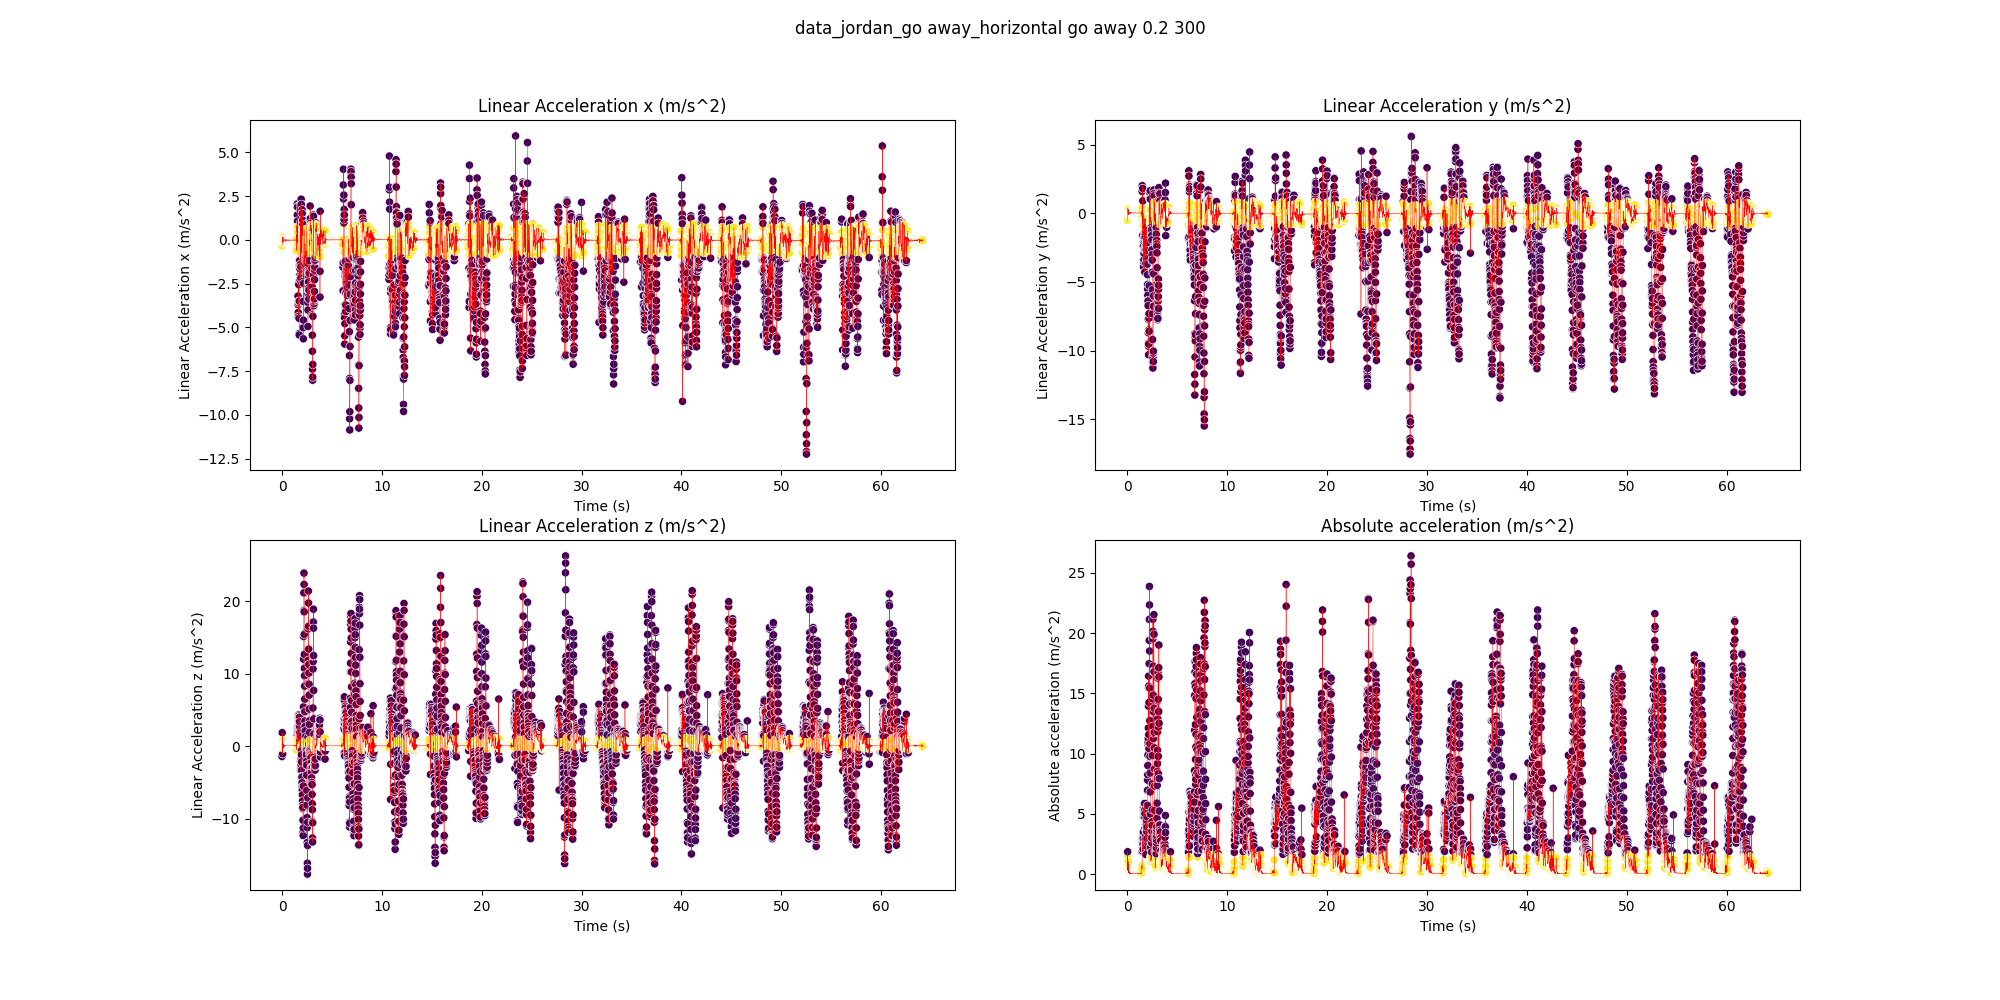 data_jordan_go away_horizontal go away 0.2 300
Linear Acceleration x (m/s^2)
Linear Acceleration x (m/s^2)
5.0
2.5
0.0
−2.5
−5.0
−7.5
−10.0
−12.5
0 10 20 30 40 50 60
Time (s)
Linear Acceleration y (m/s^2)
Linear Acceleration y (m/s^2)
5
0
−5
−10
−15
0 10 20 30 40 50 60
Time (s)
Linear Acceleration z (m/s^2)
Linear Acceleration z (m/s^2)
20
10
0
−10
0 10 20 30 40 50 60
Time (s)
Absolute acceleration (m/s^2)
Absolute acceleration (m/s^2)
25
20
15
10
5
0
0 10 20 30 40 50 60
Time (s)